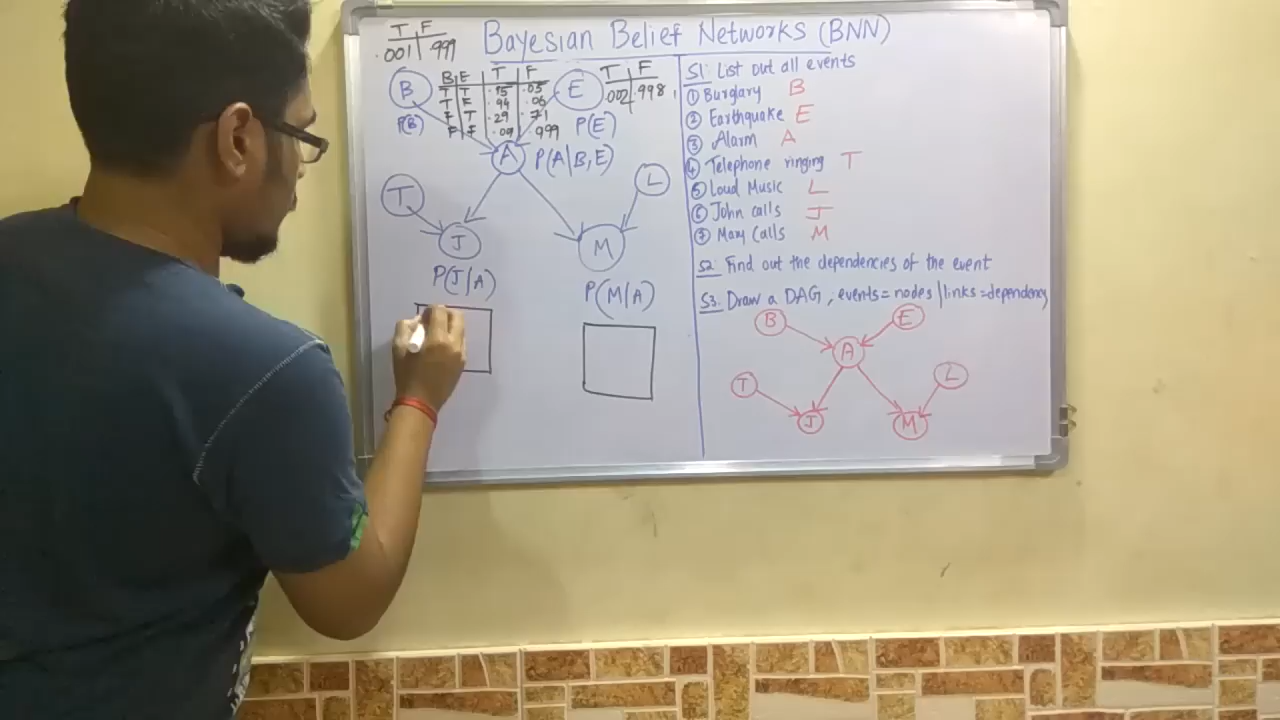 Bayesian Belief Networks (BNN)
T F
.001 .999
B
P(B)
B E T F
T T .95 .05
T F .94 .06
F T .29 .71
F F .09 999
E
T F
.002 .998
P(E)
A
P(A|B,E)
T
L
J
M
P(J/A)
P(M/A)
S1: List out all events
① Burglary B
② Earthquake E
③ Alarm A
④ Telephone ringing T
⑤ Loud Music L
⑥ John calls J
⑦ Mary Calls M
S2: Find out the dependencies of the event
S3. Draw a DAG, events = nodes / links = dependency
B
E
A
T
L
J
M